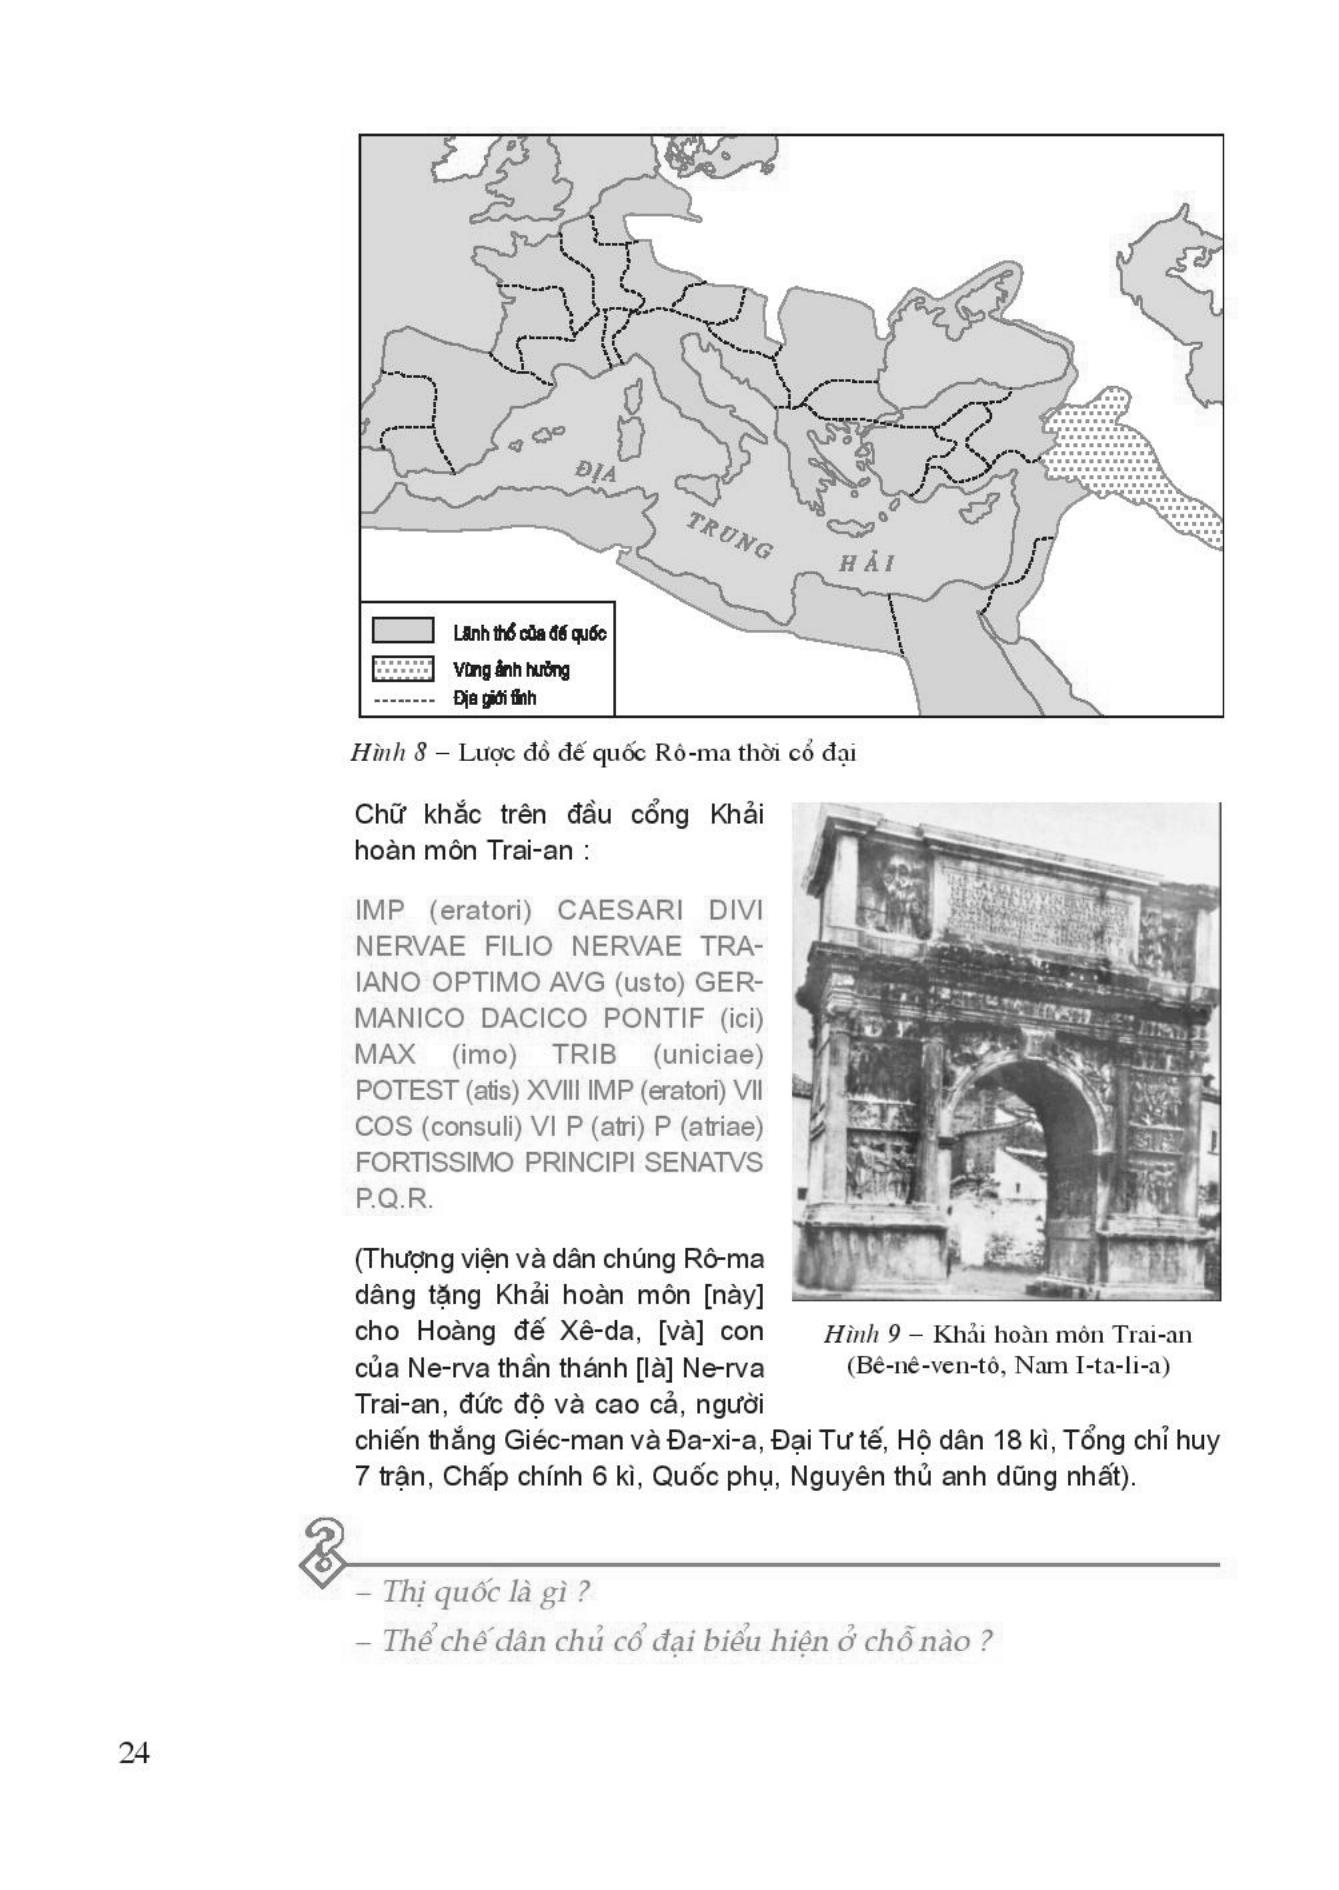 ĐỊA
TRUNG
HẢI
Lãnh thổ của đế quốc
Vùng ảnh hưởng
Địa giới tỉnh
Hình 8 – Lược đồ đế quốc Rô-ma thời cổ đại
Chữ khắc trên đầu cổng Khải
hoàn môn Trai-an :
IMP (eratori) CAESARI DIVI
NERVAE FILIO NERVAE TRA-
IANO OPTIMO AVG (usto) GER-
MANICO DACICO PONTIF (ici)
MAX (imo) TRIB (uniciae)
POTEST (atis) XVIII IMP (eratori) VII
COS (consuli) VI P (atri) P (atriae)
FORTISSIMO PRINCIPI SENATVS
P.Q.R.
(Thượng viện và dân chúng Rô-ma
dâng tặng Khải hoàn môn [này]
cho Hoàng đế Xê-da, [và] con
của Ne-rva thần thánh [là] Ne-rva
Trai-an, đức độ và cao cả, người
chiến thắng Giéc-man và Đa-xi-a, Đại Tư tế, Hộ dân 18 kì, Tổng chỉ huy
7 trận, Chấp chính 6 kì, Quốc phụ, Nguyên thủ anh dũng nhất).
Hình 9 – Khải hoàn môn Trai-an
(Bê-nê-ven-tô, Nam I-ta-li-a)
– Thị quốc là gì ?
– Thể chế dân chủ cổ đại biểu hiện ở chỗ nào ?
24